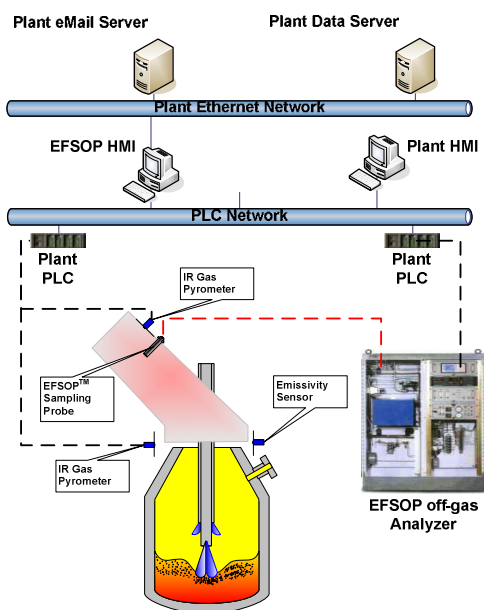 Plant eMail Server
Plant Data Server
Plant Ethernet Network
EFSOP HMI
Plant HMI
PLC Network
Plant
PLC
Plant
PLC
IR Gas
Pyrometer
EFSOP™
Sampling
Probe
Emissivity
Sensor
IR Gas
Pyrometer
EFSOP off-gas
Analyzer